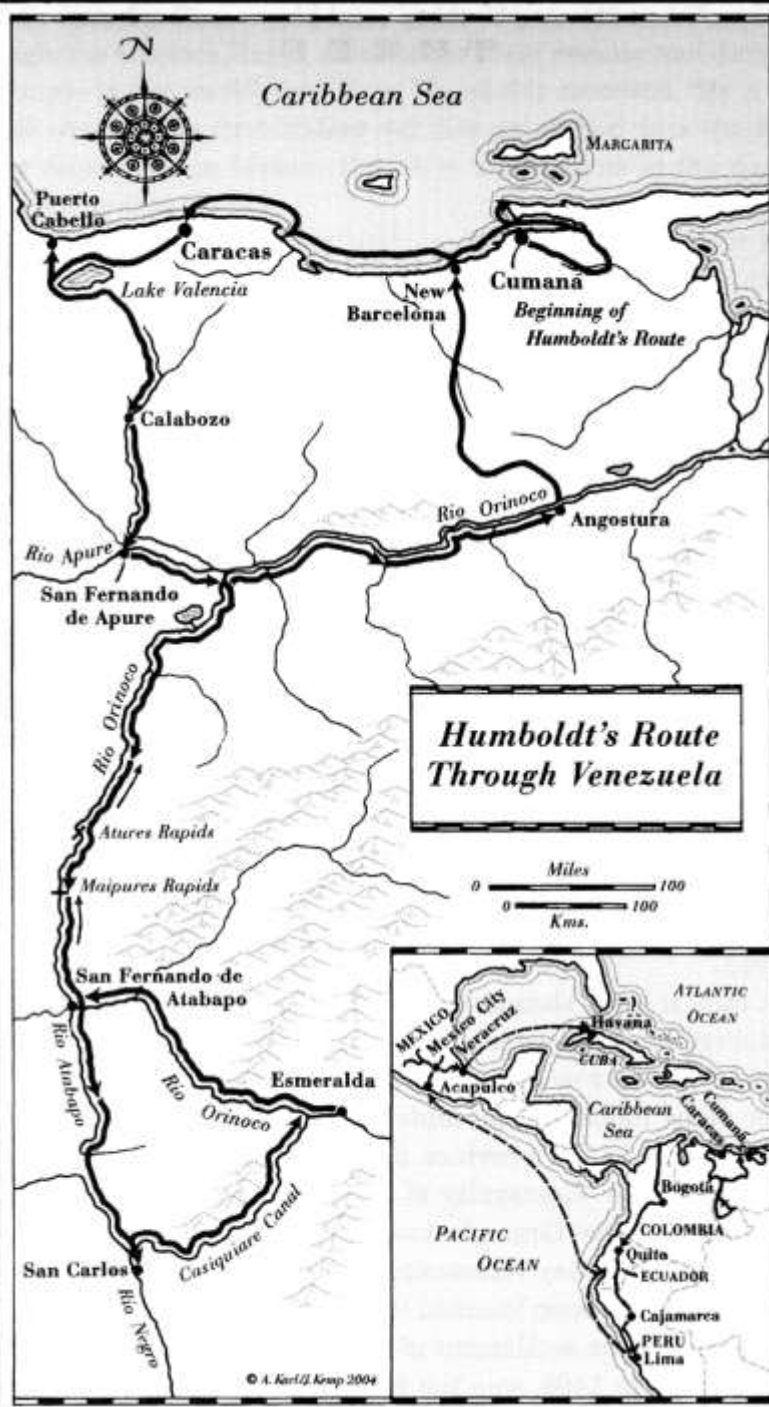 N
Caribbean Sea
MARGARITA
Puerto
Cabello
Caracas
Lake Valencia
New
Barcelona
Cumaná
Beginning of
Humboldt's Route
Calabozo
Rio Orinoco
Angostura
Rio Apure
San Fernando
de Apure
Rio Orinoco
Humboldt's Route
Through Venezuela
Atures Rapids
Maipures Rapids
Miles
0 100
0 100
Kms.
San Fernando de
Atabapo
Rio Atabapo
Rio Orinoco
Esmeralda
Casiquiare Canal
San Carlos
Rio Negro
© A. Karl/J. Kemp 2004
ATLANTIC
OCEAN
MEXICO
Mexico City
Veracruz
Havana
CUBA
Acapulco
Caribbean
Sea
Caracas
Cumaná
Bogotá
PACIFIC
OCEAN
COLOMBIA
Quito
ECUADOR
Cajamarca
PERU
Lima